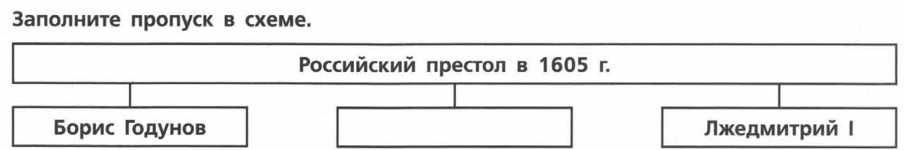 Заполните пропуск в схеме.
Российский престол в 1605 г.
Борис Годунов
Лжедмитрий I